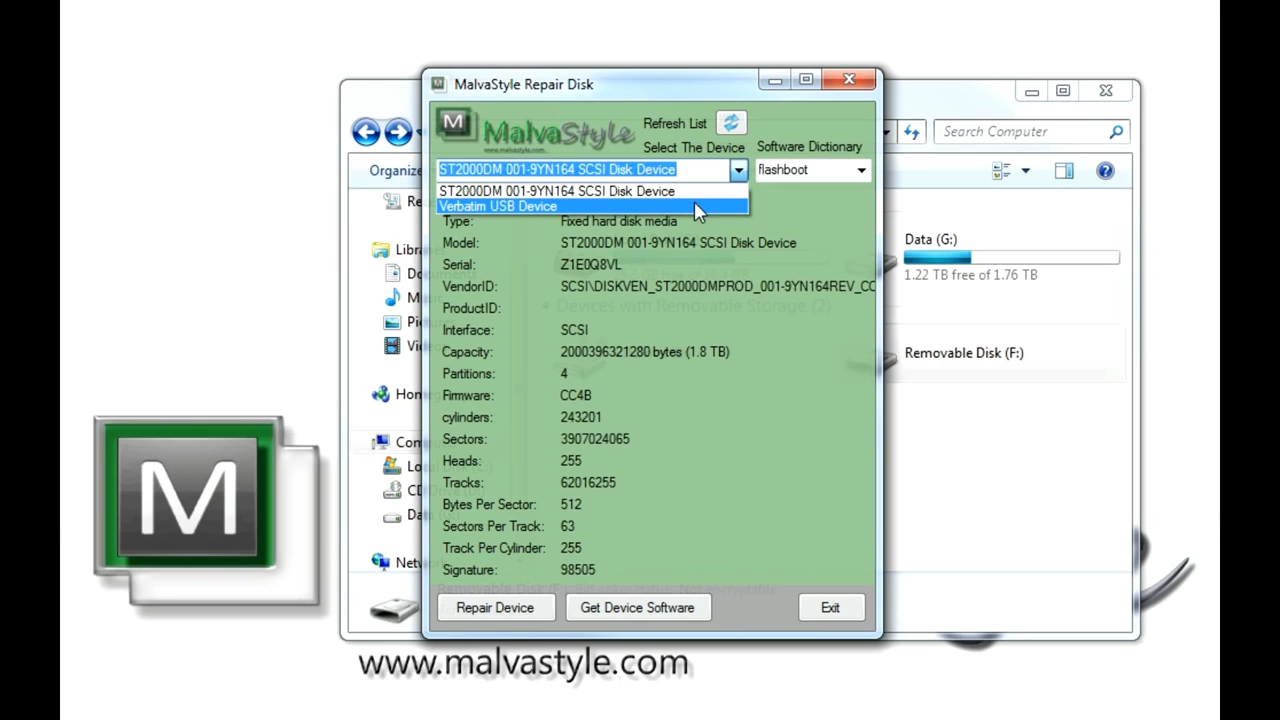 MalvaStyle Repair Disk
M
MalvaStyle
www.malvastyle.com
Refresh List
Select The Device
Software Dictionary
ST2000DM 001-9YN164 SCSI Disk Device
flashboot
ST2000DM 001-9YN164 SCSI Disk Device
Verbatim USB Device
Type: Fixed hard disk media
Model: ST2000DM 001-9YN164 SCSI Disk Device
Serial: Z1E0Q8VL
VendorID: SCSI\DISKVEN_ST2000DMPROD_001-9YN164REV_CC
ProductID:
Interface: SCSI
Capacity: 2000396321280 bytes (1.8 TB)
Partitions: 4
Firmware: CC4B
cylinders: 243201
Sectors: 3907024065
Heads: 255
Tracks: 62016255
Bytes Per Sector: 512
Sectors Per Track: 63
Track Per Cylinder: 255
Signature: 98505
Repair Device
Get Device Software
Exit
Search Computer
Organize
Data (G:)
1.22 TB free of 1.76 TB
Devices with Removable Storage (2)
Removable Disk (F:)
M
www.malvastyle.com